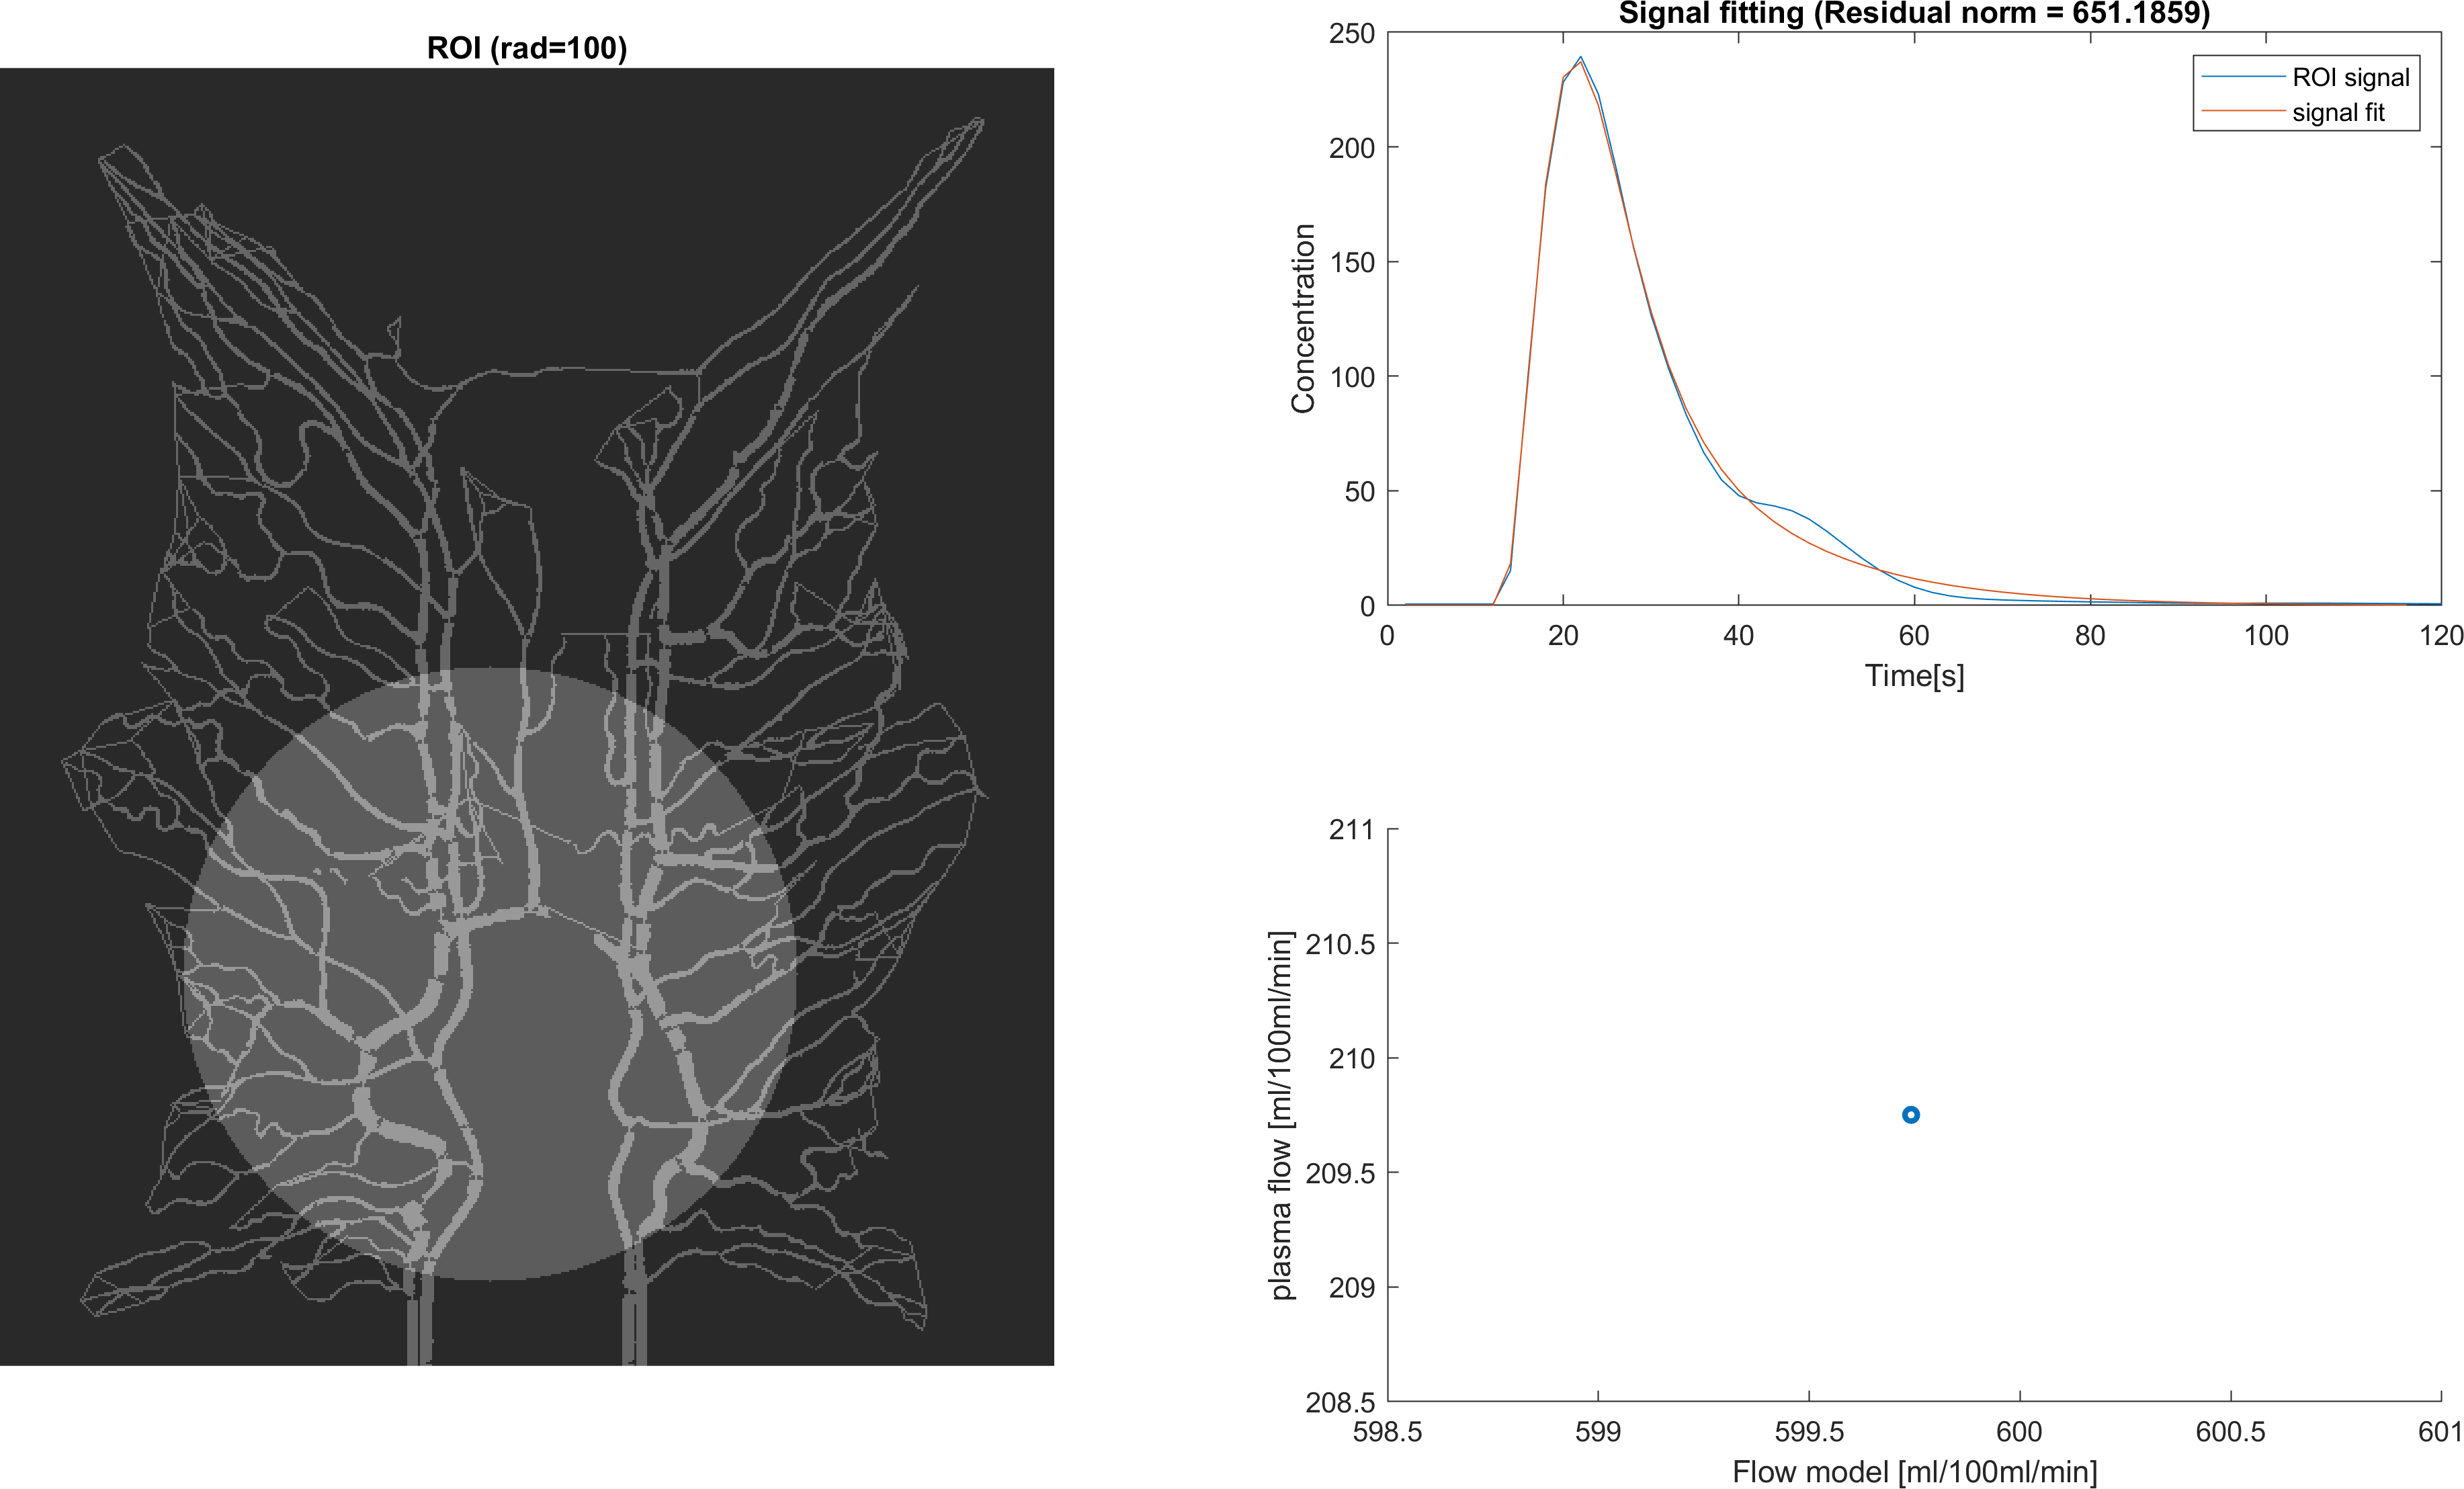 ROI (rad=100)
Signal fitting (Residual norm = 651.1859)
250
200
150
100
50
0
Concentration
ROI signal
signal fit
0 20 40 60 80 100 120
Time[s]
211
210.5
210
209.5
209
208.5
plasma flow [ml/100ml/min]
598.5 599 599.5 600 600.5 601
Flow model [ml/100ml/min]